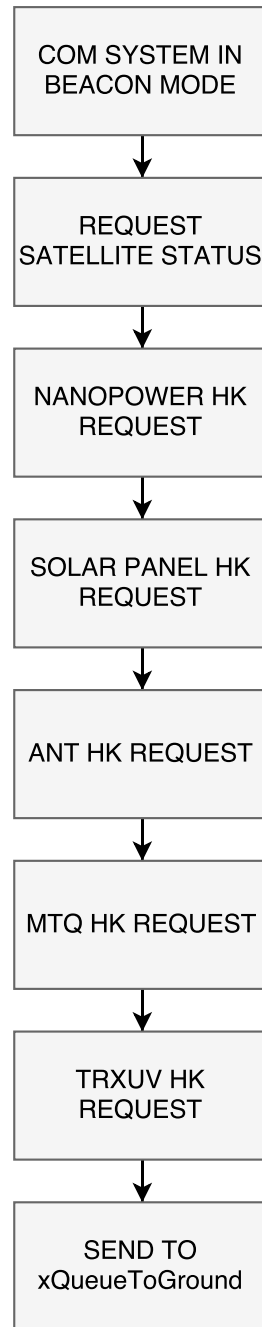 COM SYSTEM IN
BEACON MODE
REQUEST
SATELLITE STATUS
NANOPOWER HK
REQUEST
SOLAR PANEL HK
REQUEST
ANT HK REQUEST
MTQ HK REQUEST
TRXUV HK
REQUEST
SEND TO
xQueueToGround